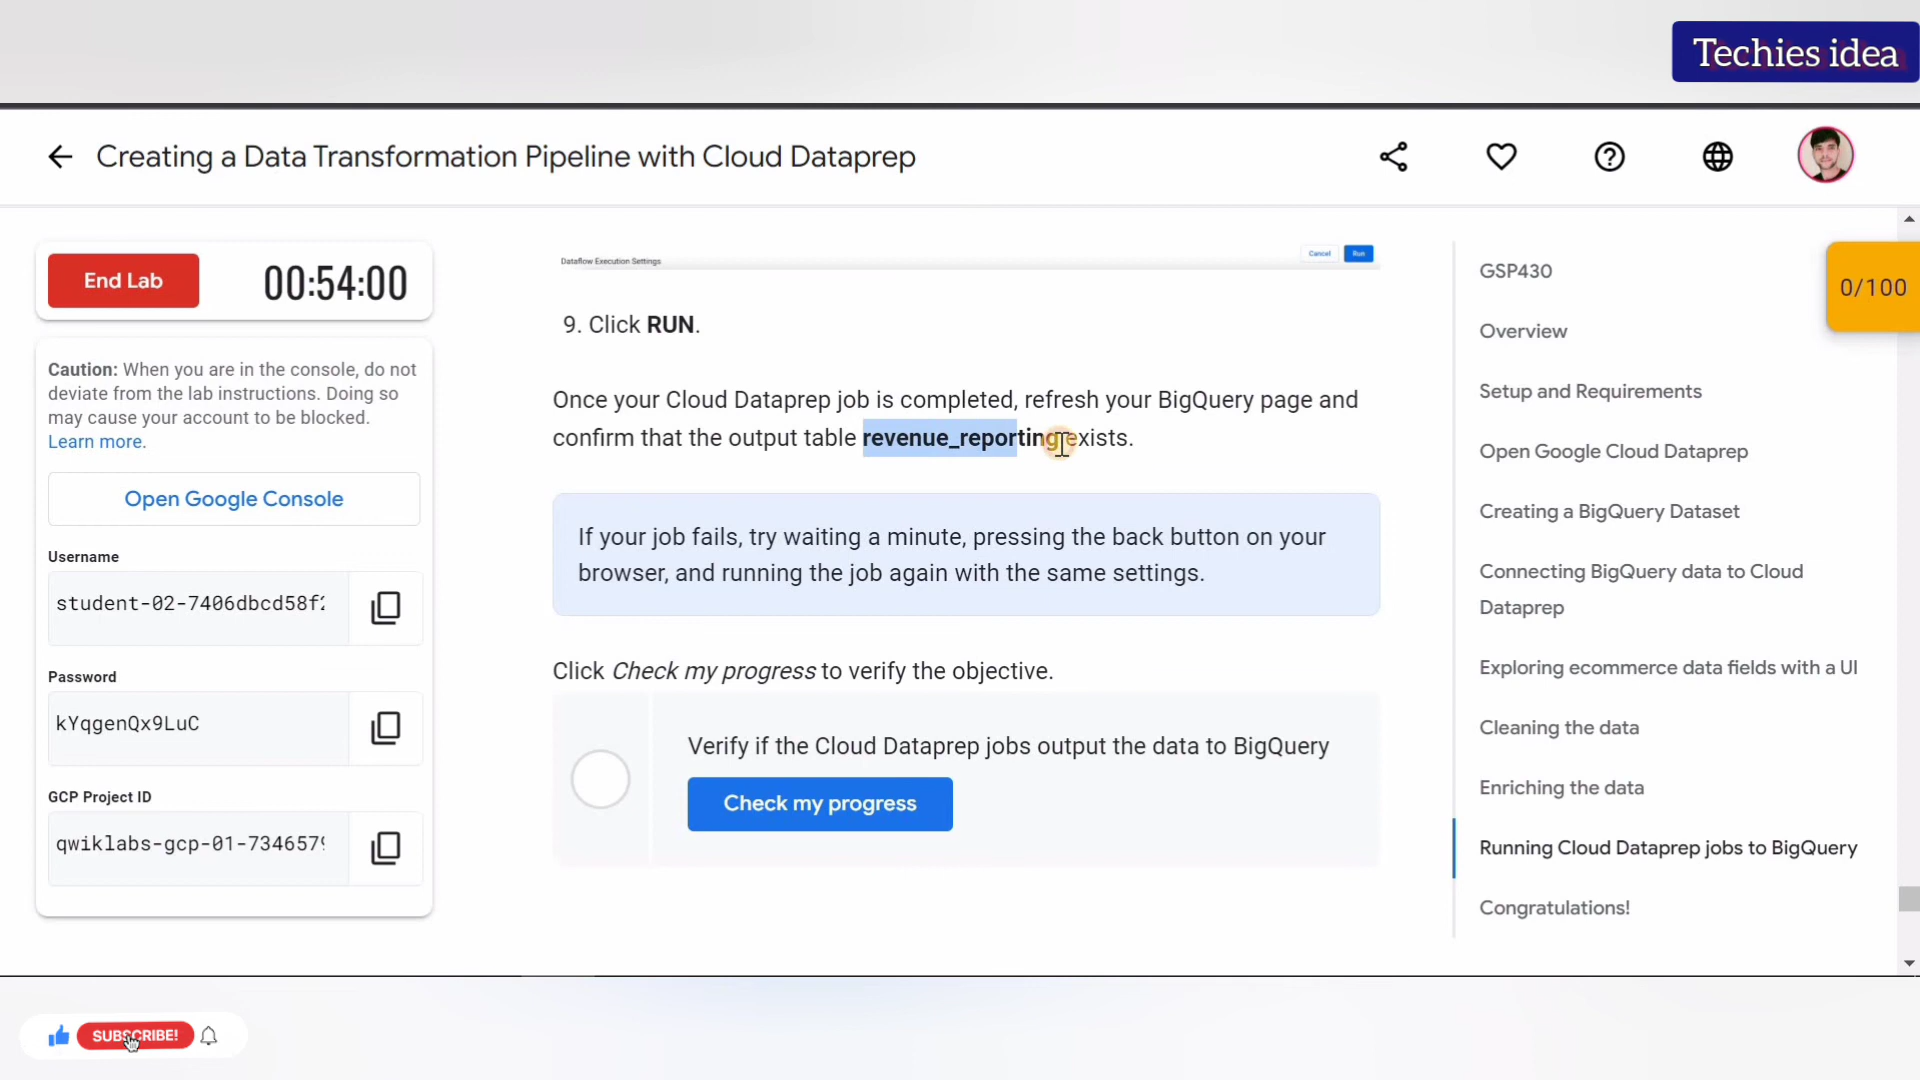 Techies idea
Creating a Data Transformation Pipeline with Cloud Dataprep
End Lab
00:54:00
Caution: When you are in the console, do not
deviate from the lab instructions. Doing so
may cause your account to be blocked.
Learn more.
Open Google Console
Username
student-02-7406dbcd58f2
Password
kYqgenQx9LuC
GCP Project ID
qwiklabs-gcp-01-7346579
Dataflow Execution Settings
Cancel
Run
9. Click RUN.
Once your Cloud Dataprep job is completed, refresh your BigQuery page and
confirm that the output table revenue_reporting exists.
If your job fails, try waiting a minute, pressing the back button on your
browser, and running the job again with the same settings.
Click Check my progress to verify the objective.
Verify if the Cloud Dataprep jobs output the data to BigQuery
Check my progress
GSP430
Overview
Setup and Requirements
Open Google Cloud Dataprep
Creating a BigQuery Dataset
Connecting BigQuery data to Cloud
Dataprep
Exploring ecommerce data fields with a UI
Cleaning the data
Enriching the data
Running Cloud Dataprep jobs to BigQuery
Congratulations!
0/100
SUBSCRIBE!